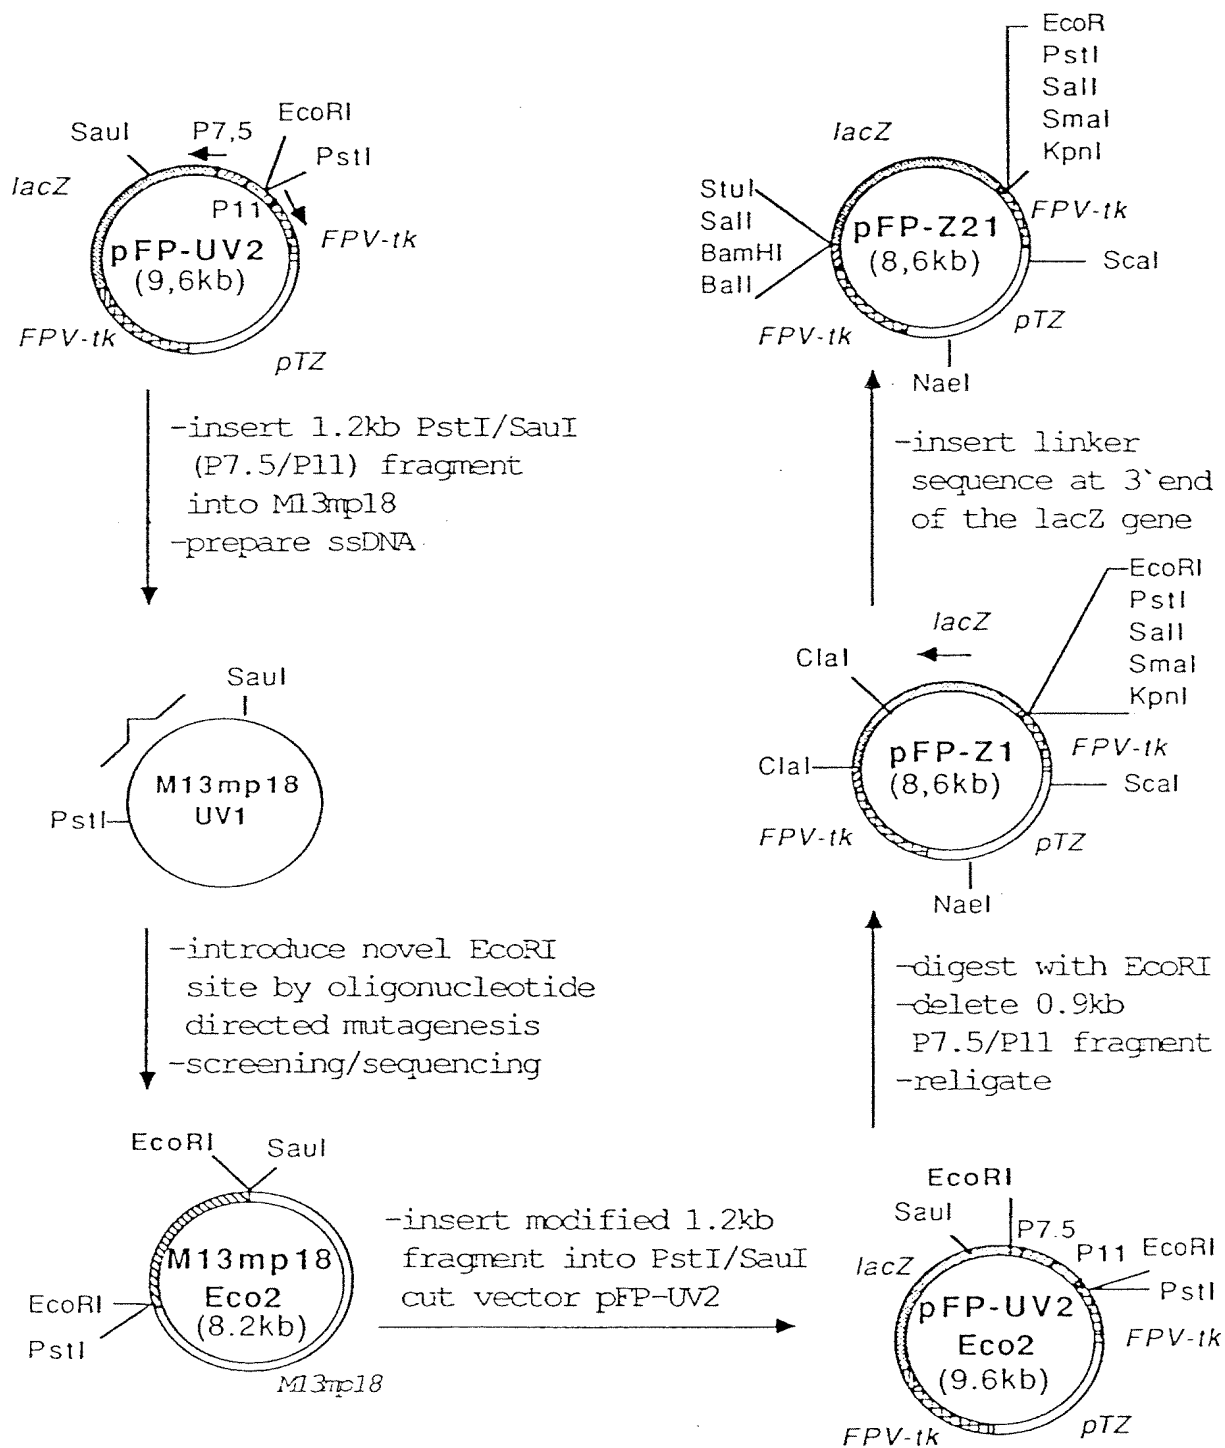 SauI
P7,5
EcoRI
PstI
lacZ
P11
FPV-tk
pFP-UV2
(9,6kb)
FPV-tk
pTZ
-insert 1.2kb PstI/SauI
(P7.5/P11) fragment
into M13mp18
-prepare ssDNA
SauI
M13mp18
UV1
PstI
-introduce novel EcoRI
site by oligonucleotide
directed mutagenesis
-screening/sequencing
EcoRI
SauI
M13mp18
Eco2
(8.2kb)
EcoRI
PstI
M13mp18
-insert modified 1.2kb
fragment into PstI/SauI
cut vector pFP-UV2
EcoRI
SauI
P7.5
P11
EcoRI
PstI
lacZ
pFP-UV2
Eco2
(9.6kb)
FPV-tk
FPV-tk
pTZ
-digest with EcoRI
-delete 0.9kb
P7.5/P11 fragment
-religate
lacZ
ClaI
EcoRI
PstI
SalI
SmaI
KpnI
pFP-Z1
(8,6kb)
ClaI
FPV-tk
ScaI
FPV-tk
pTZ
NaeI
-insert linker
sequence at 3`end
of the lacZ gene
EcoR
PstI
SalI
SmaI
KpnI
lacZ
StuI
SalI
BamHI
BalI
pFP-Z21
(8,6kb)
FPV-tk
ScaI
FPV-tk
pTZ
NaeI